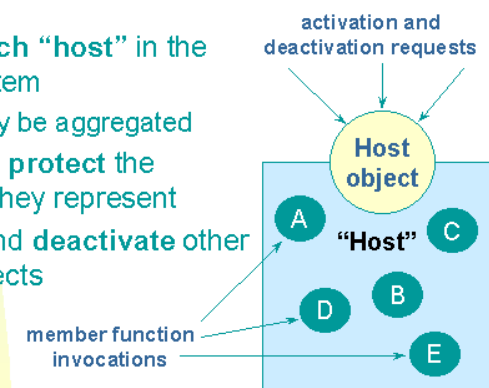 ch “host” in the
tem
y be aggregated
protect the
hey represent
nd deactivate other
ects
activation and
deactivation requests
Host
object
A
“Host”
C
B
D
E
member function
invocations